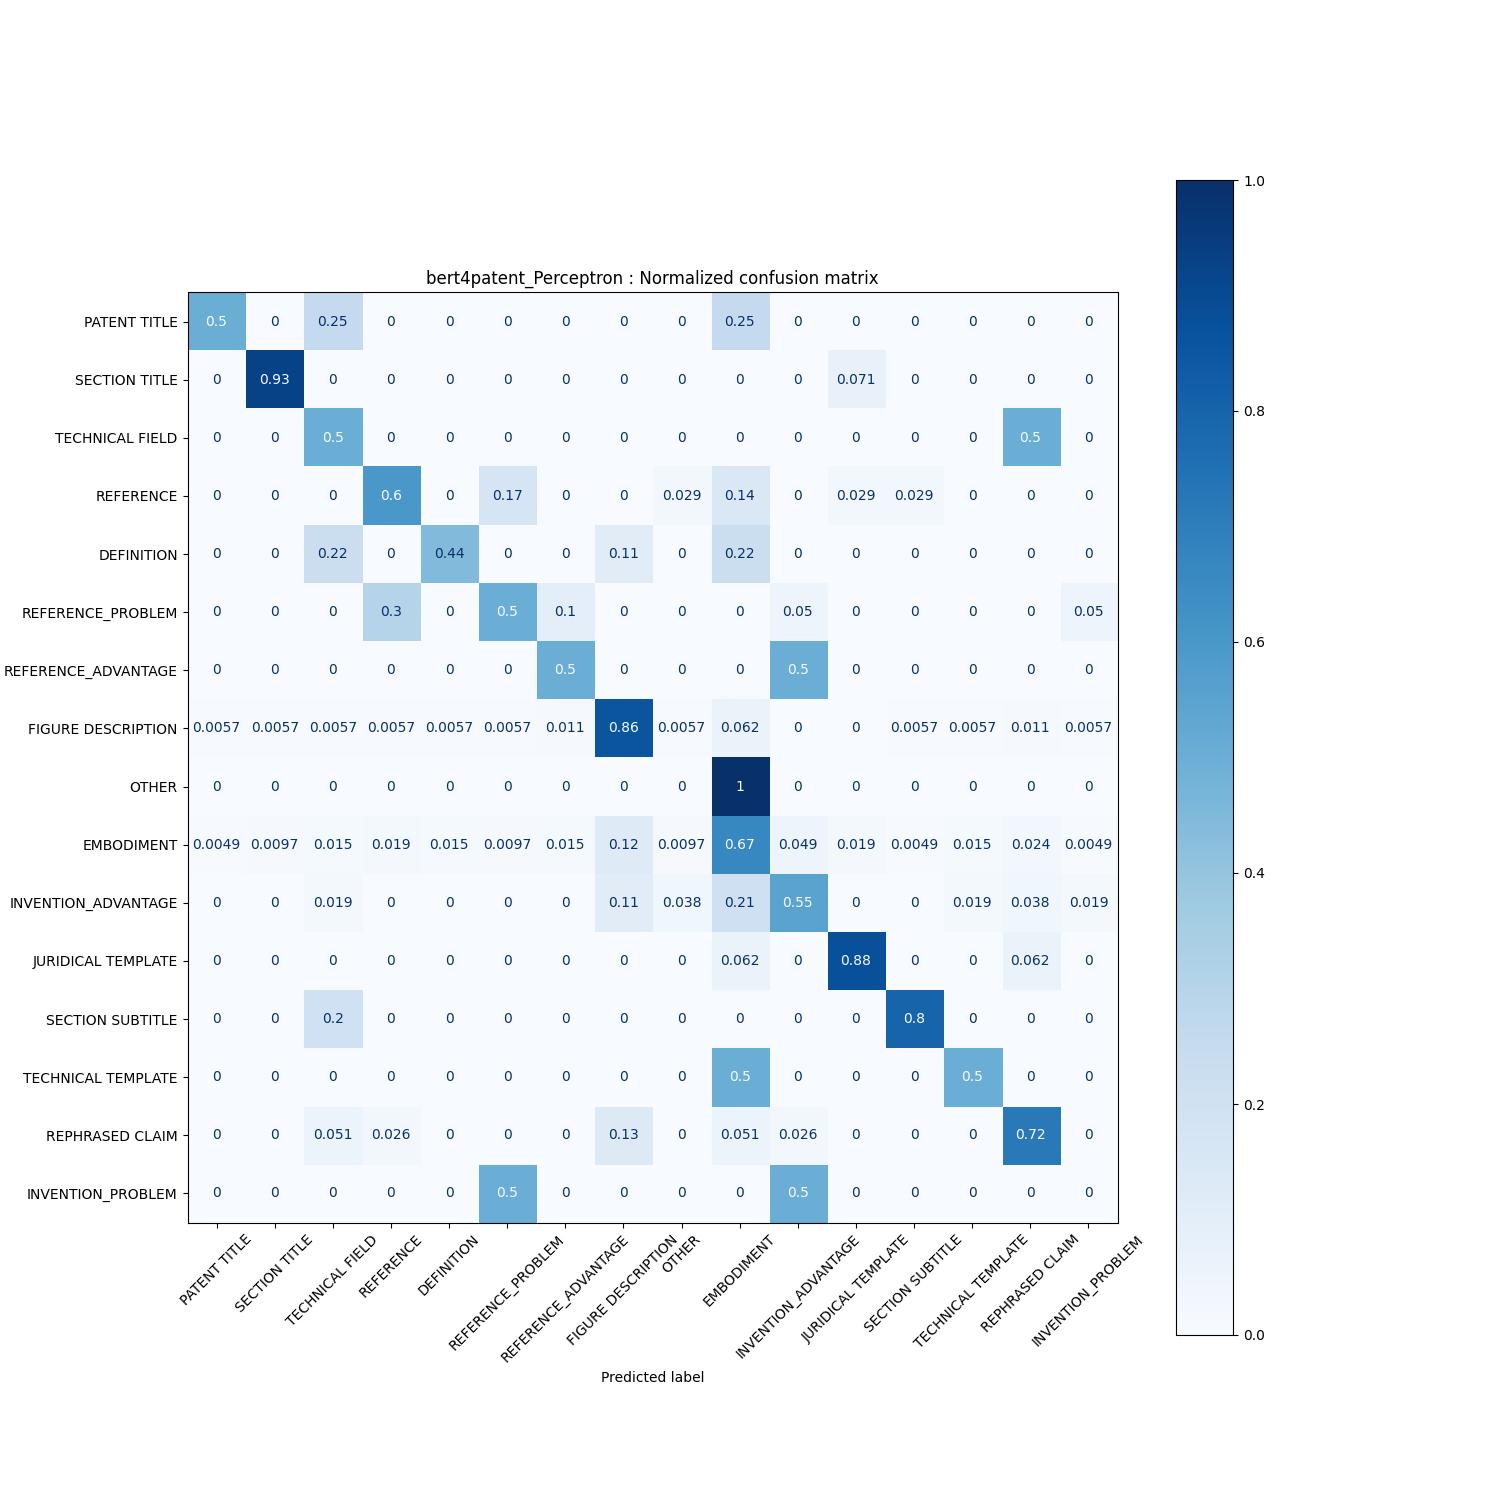 bert4patent_Perceptron : Normalized confusion matrix
PATENT TITLE 0.5 0 0.25 0 0 0 0 0 0 0.25 0 0 0 0 0 0
SECTION TITLE 0 0.93 0 0 0 0 0 0 0 0 0 0.071 0 0 0 0
TECHNICAL FIELD 0 0 0.5 0 0 0 0 0 0 0 0 0 0 0 0.5 0
REFERENCE 0 0 0 0.6 0 0.17 0 0 0.029 0.14 0 0.029 0.029 0 0 0
DEFINITION 0 0 0.22 0 0.44 0 0 0.11 0 0.22 0 0 0 0 0 0
REFERENCE_PROBLEM 0 0 0 0.3 0 0.5 0.1 0 0 0 0.05 0 0 0 0 0.05
REFERENCE_ADVANTAGE 0 0 0 0 0 0 0.5 0 0 0 0.5 0 0 0 0 0
FIGURE DESCRIPTION 0.0057 0.0057 0.0057 0.0057 0.0057 0.0057 0.011 0.86 0.0057 0.062 0 0 0.0057 0.0057 0.011 0.0057
OTHER 0 0 0 0 0 0 0 0 0 1 0 0 0 0 0 0
EMBODIMENT 0.0049 0.0097 0.015 0.019 0.015 0.0097 0.015 0.12 0.0097 0.67 0.049 0.019 0.0049 0.015 0.024 0.0049
INVENTION_ADVANTAGE 0 0 0.019 0 0 0 0 0.11 0.038 0.21 0.55 0 0 0.019 0.038 0.019
JURIDICAL TEMPLATE 0 0 0 0 0 0 0 0 0 0.062 0 0.88 0 0 0.062 0
SECTION SUBTITLE 0 0 0.2 0 0 0 0 0 0 0 0 0 0.8 0 0 0
TECHNICAL TEMPLATE 0 0 0 0 0 0 0 0 0 0.5 0 0 0 0.5 0 0
REPHRASED CLAIM 0 0 0.051 0.026 0 0 0 0.13 0 0.051 0.026 0 0 0 0.72 0
INVENTION_PROBLEM 0 0 0 0 0 0.5 0 0 0 0 0.5 0 0 0 0 0
PATENT TITLE
SECTION TITLE
TECHNICAL FIELD
REFERENCE
DEFINITION
REFERENCE_PROBLEM
REFERENCE_ADVANTAGE
FIGURE DESCRIPTION
OTHER
EMBODIMENT
INVENTION_ADVANTAGE
JURIDICAL TEMPLATE
SECTION SUBTITLE
TECHNICAL TEMPLATE
REPHRASED CLAIM
INVENTION_PROBLEM
Predicted label
1.0
0.8
0.6
0.4
0.2
0.0